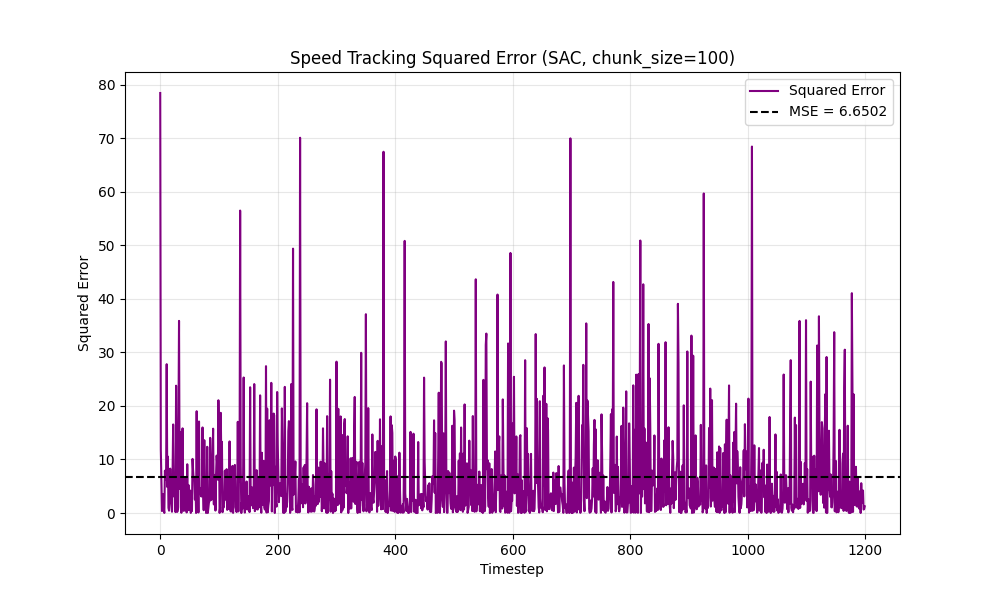 Speed Tracking Squared Error (SAC, chunk_size=100)
Squared Error
MSE = 6.6502
80
70
60
50
40
30
20
10
0
Squared Error
0 200 400 600 800 1000 1200
Timestep